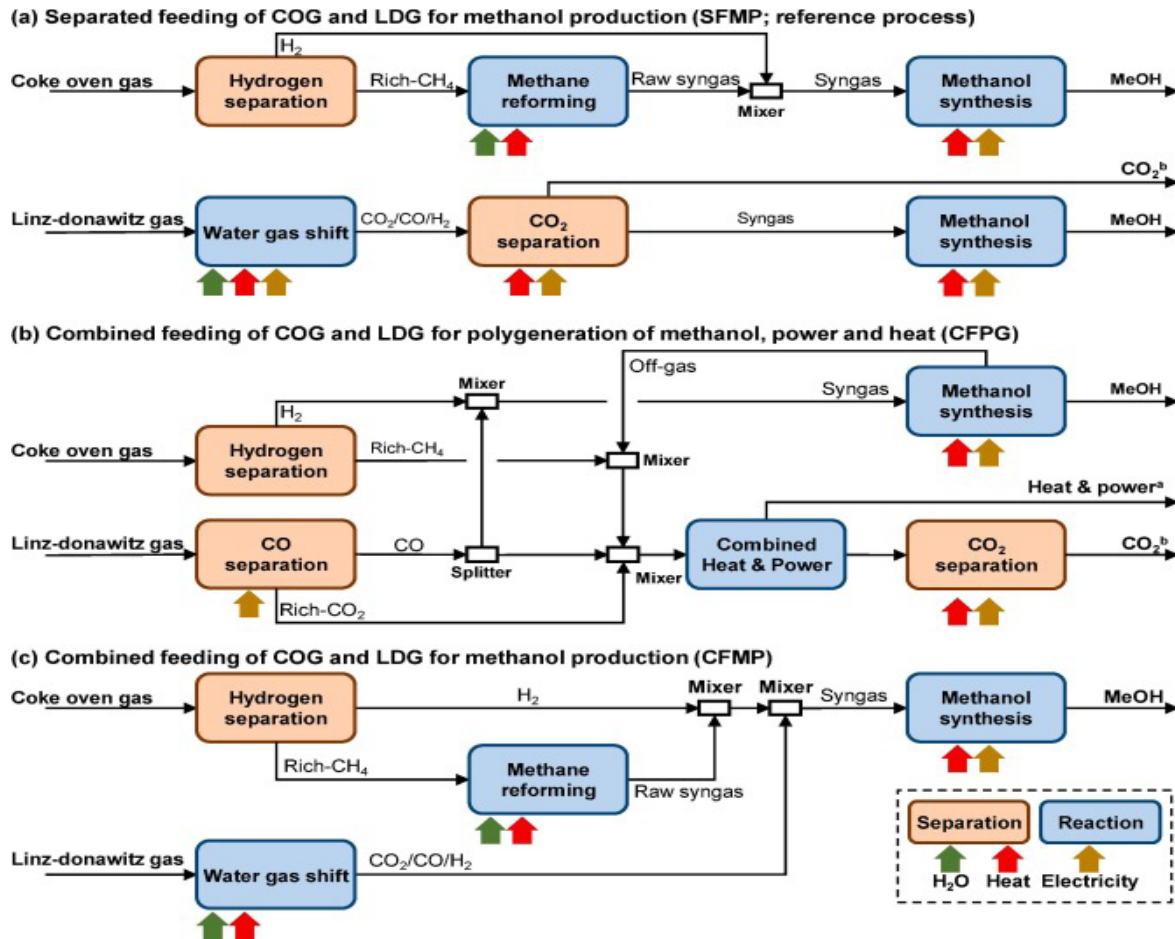 (a) Separated feeding of COG and LDG for methanol production (SFMP; reference process)
H₂
Coke oven gas
Hydrogen
separation
Rich-CH₄
Methane
reforming
Raw syngas
Mixer
Syngas
Methanol
synthesis
MeOH
CO₂ᵇ
Linz-donawitz gas
Water gas shift
CO₂/CO/H₂
CO₂
separation
Syngas
Methanol
synthesis
MeOH
(b) Combined feeding of COG and LDG for polygeneration of methanol, power and heat (CFPG)
Off-gas
Mixer
H₂
Syngas
Methanol
synthesis
MeOH
Coke oven gas
Hydrogen
separation
Rich-CH₄
Mixer
Heat & powerᵃ
Linz-donawitz gas
CO
separation
CO
Splitter
Mixer
Combined
Heat & Power
CO₂
separation
CO₂ᵇ
Rich-CO₂
(c) Combined feeding of COG and LDG for methanol production (CFMP)
Coke oven gas
Hydrogen
separation
H₂
Mixer
Mixer
Syngas
Methanol
synthesis
MeOH
Rich-CH₄
Methane
reforming
Raw syngas
Linz-donawitz gas
Water gas shift
CO₂/CO/H₂
Separation
Reaction
H₂O
Heat
Electricity